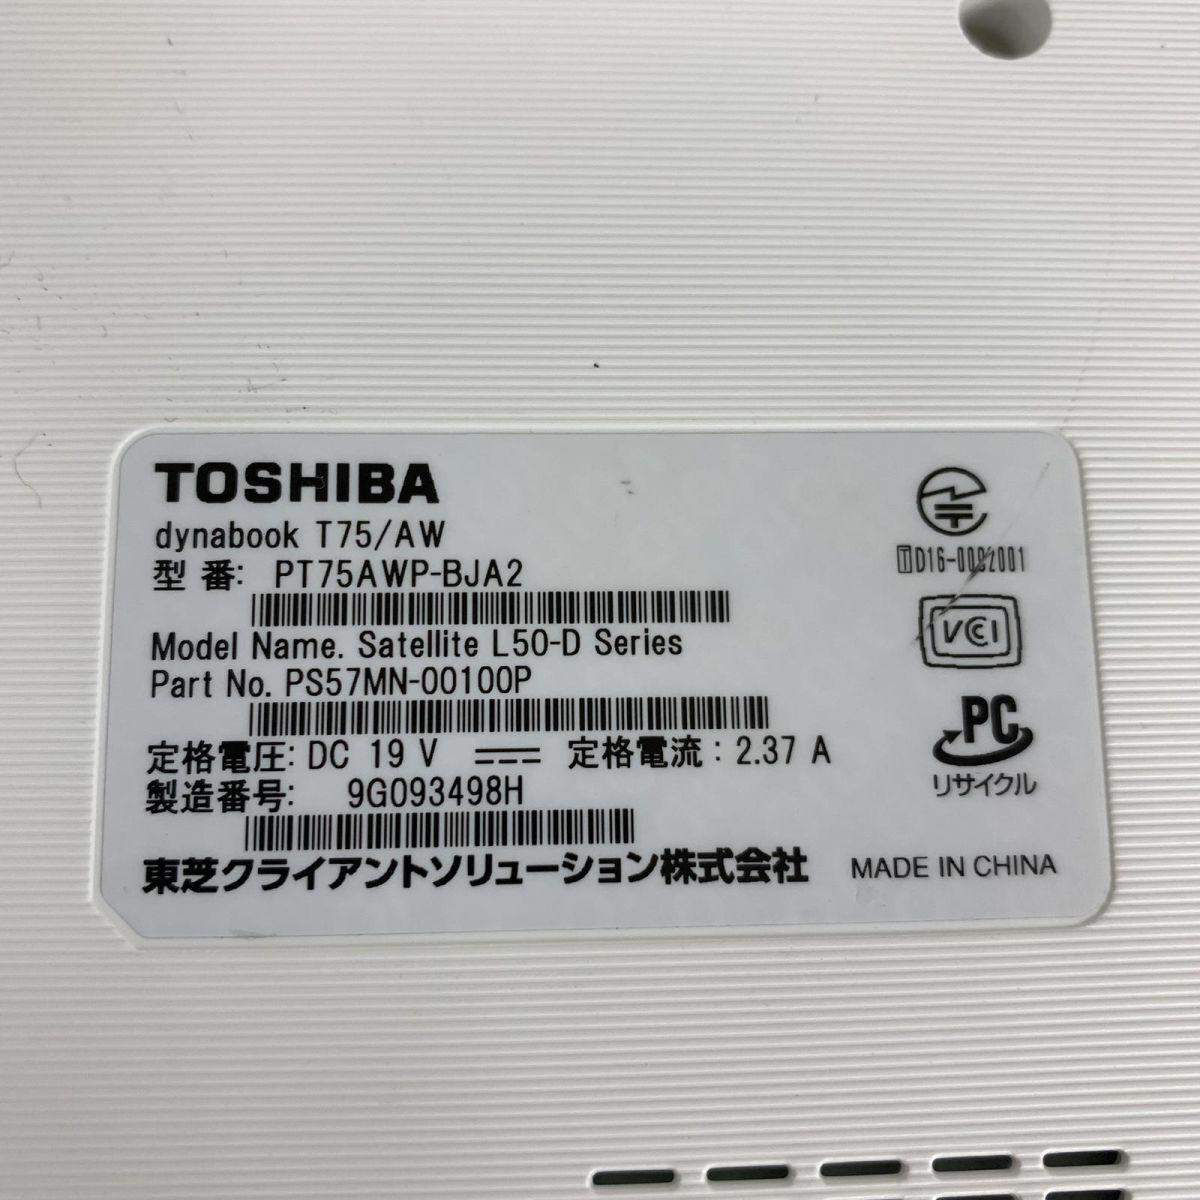 TOSHIBA
dynabook T75/AW
型 番: PT75AWP-BJA2
Model Name. Satellite L50-D Series
Part No. PS57MN-00100P
定格電圧: DC 19 V 定格電流: 2.37 A
製造番号: 9G093498H
東芝クライアントソリューション株式会社
MADE IN CHINA
TD16-0092001
VCCI
PC
リサイクル